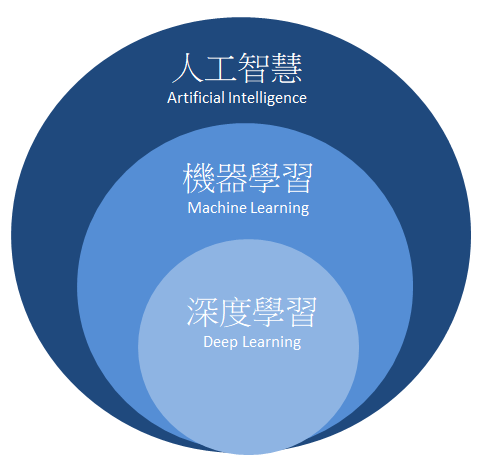 人工智慧
Artificial Intelligence
機器學習
Machine Learning
深度學習
Deep Learning